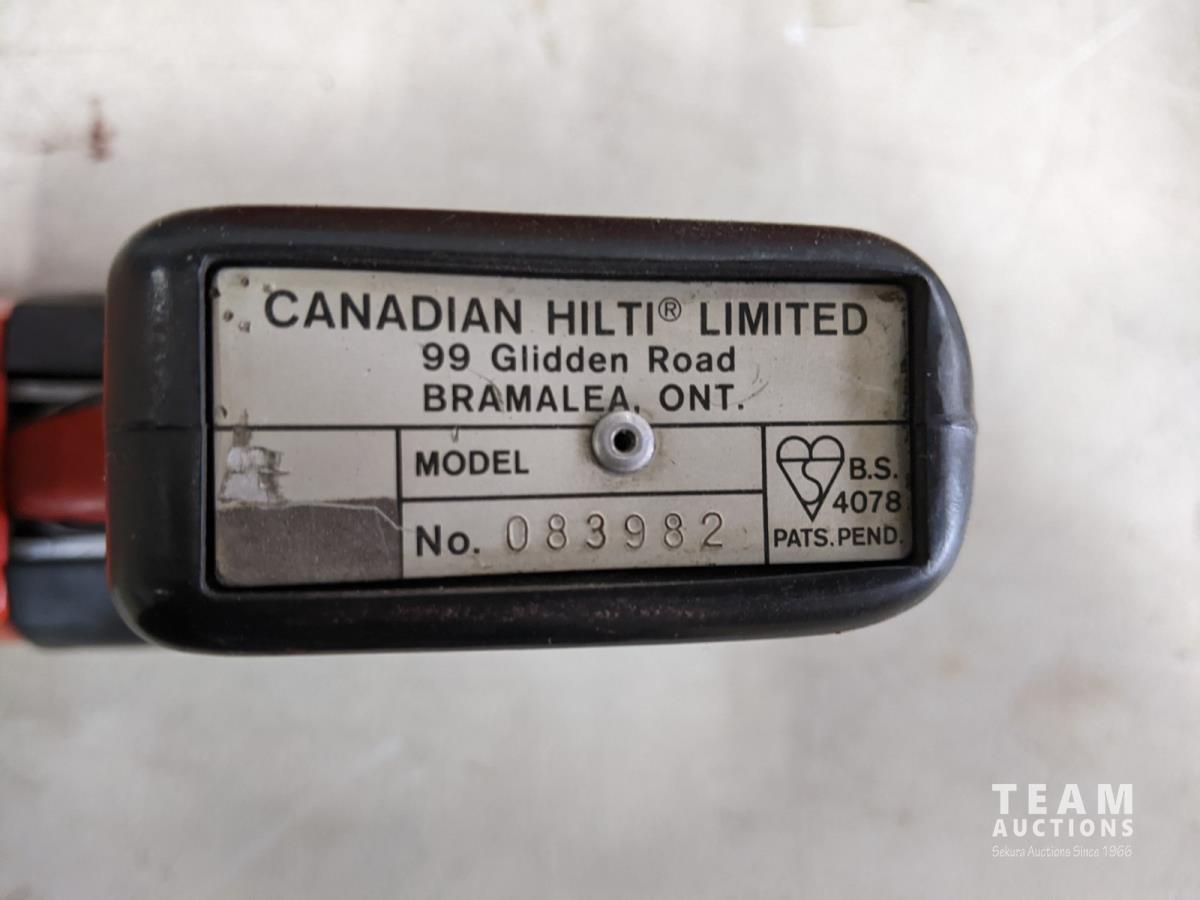 CANADIAN HILTI® LIMITED
99 Glidden Road
BRAMALEA, ONT.
MODEL
No. 083982
B.S.
4078
PATS. PEND.
TEAM
AUCTIONS
Sekura Auctions Since 1966